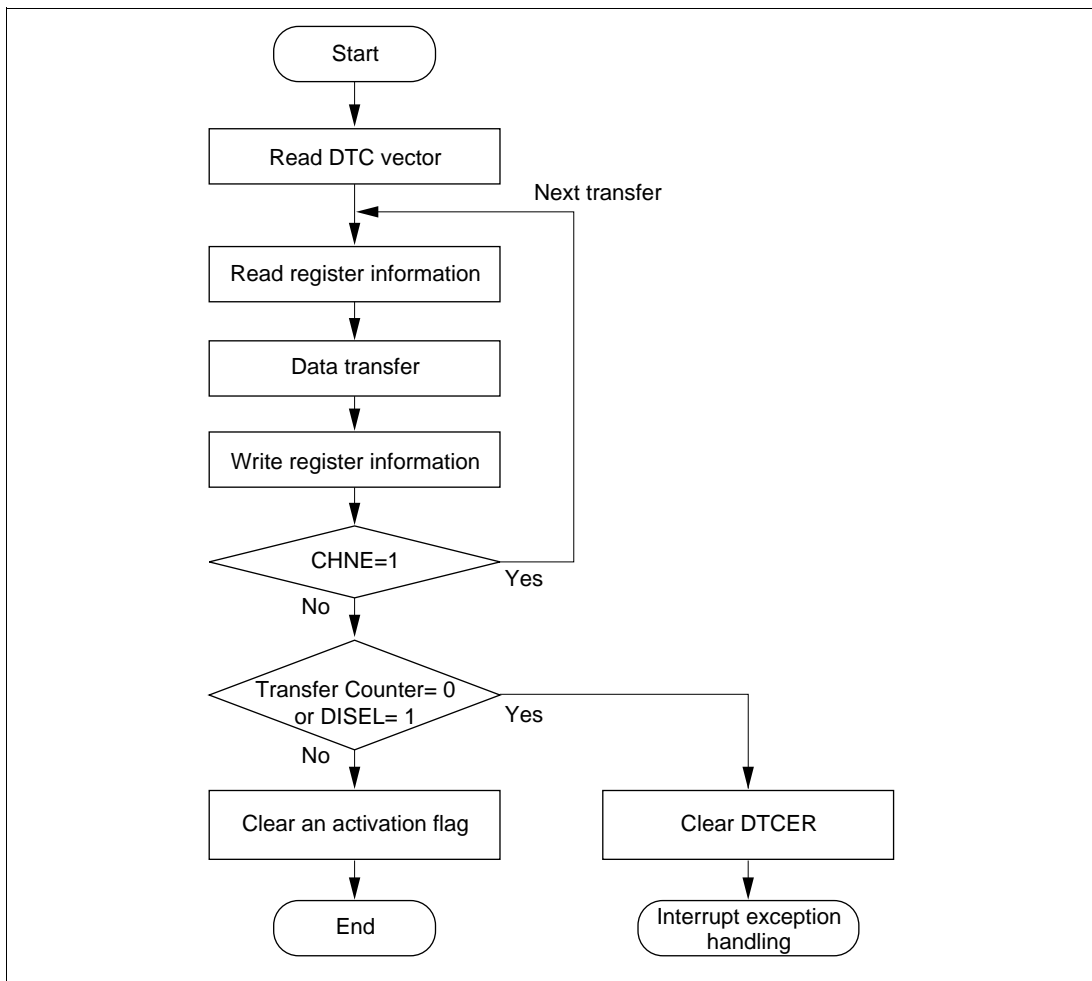 Start
Read DTC vector
Next transfer
Read register information
Data transfer
Write register information
CHNE=1
Yes
No
Transfer Counter= 0
or DISEL= 1
Yes
No
Clear an activation flag
Clear DTCER
End
Interrupt exception
handling